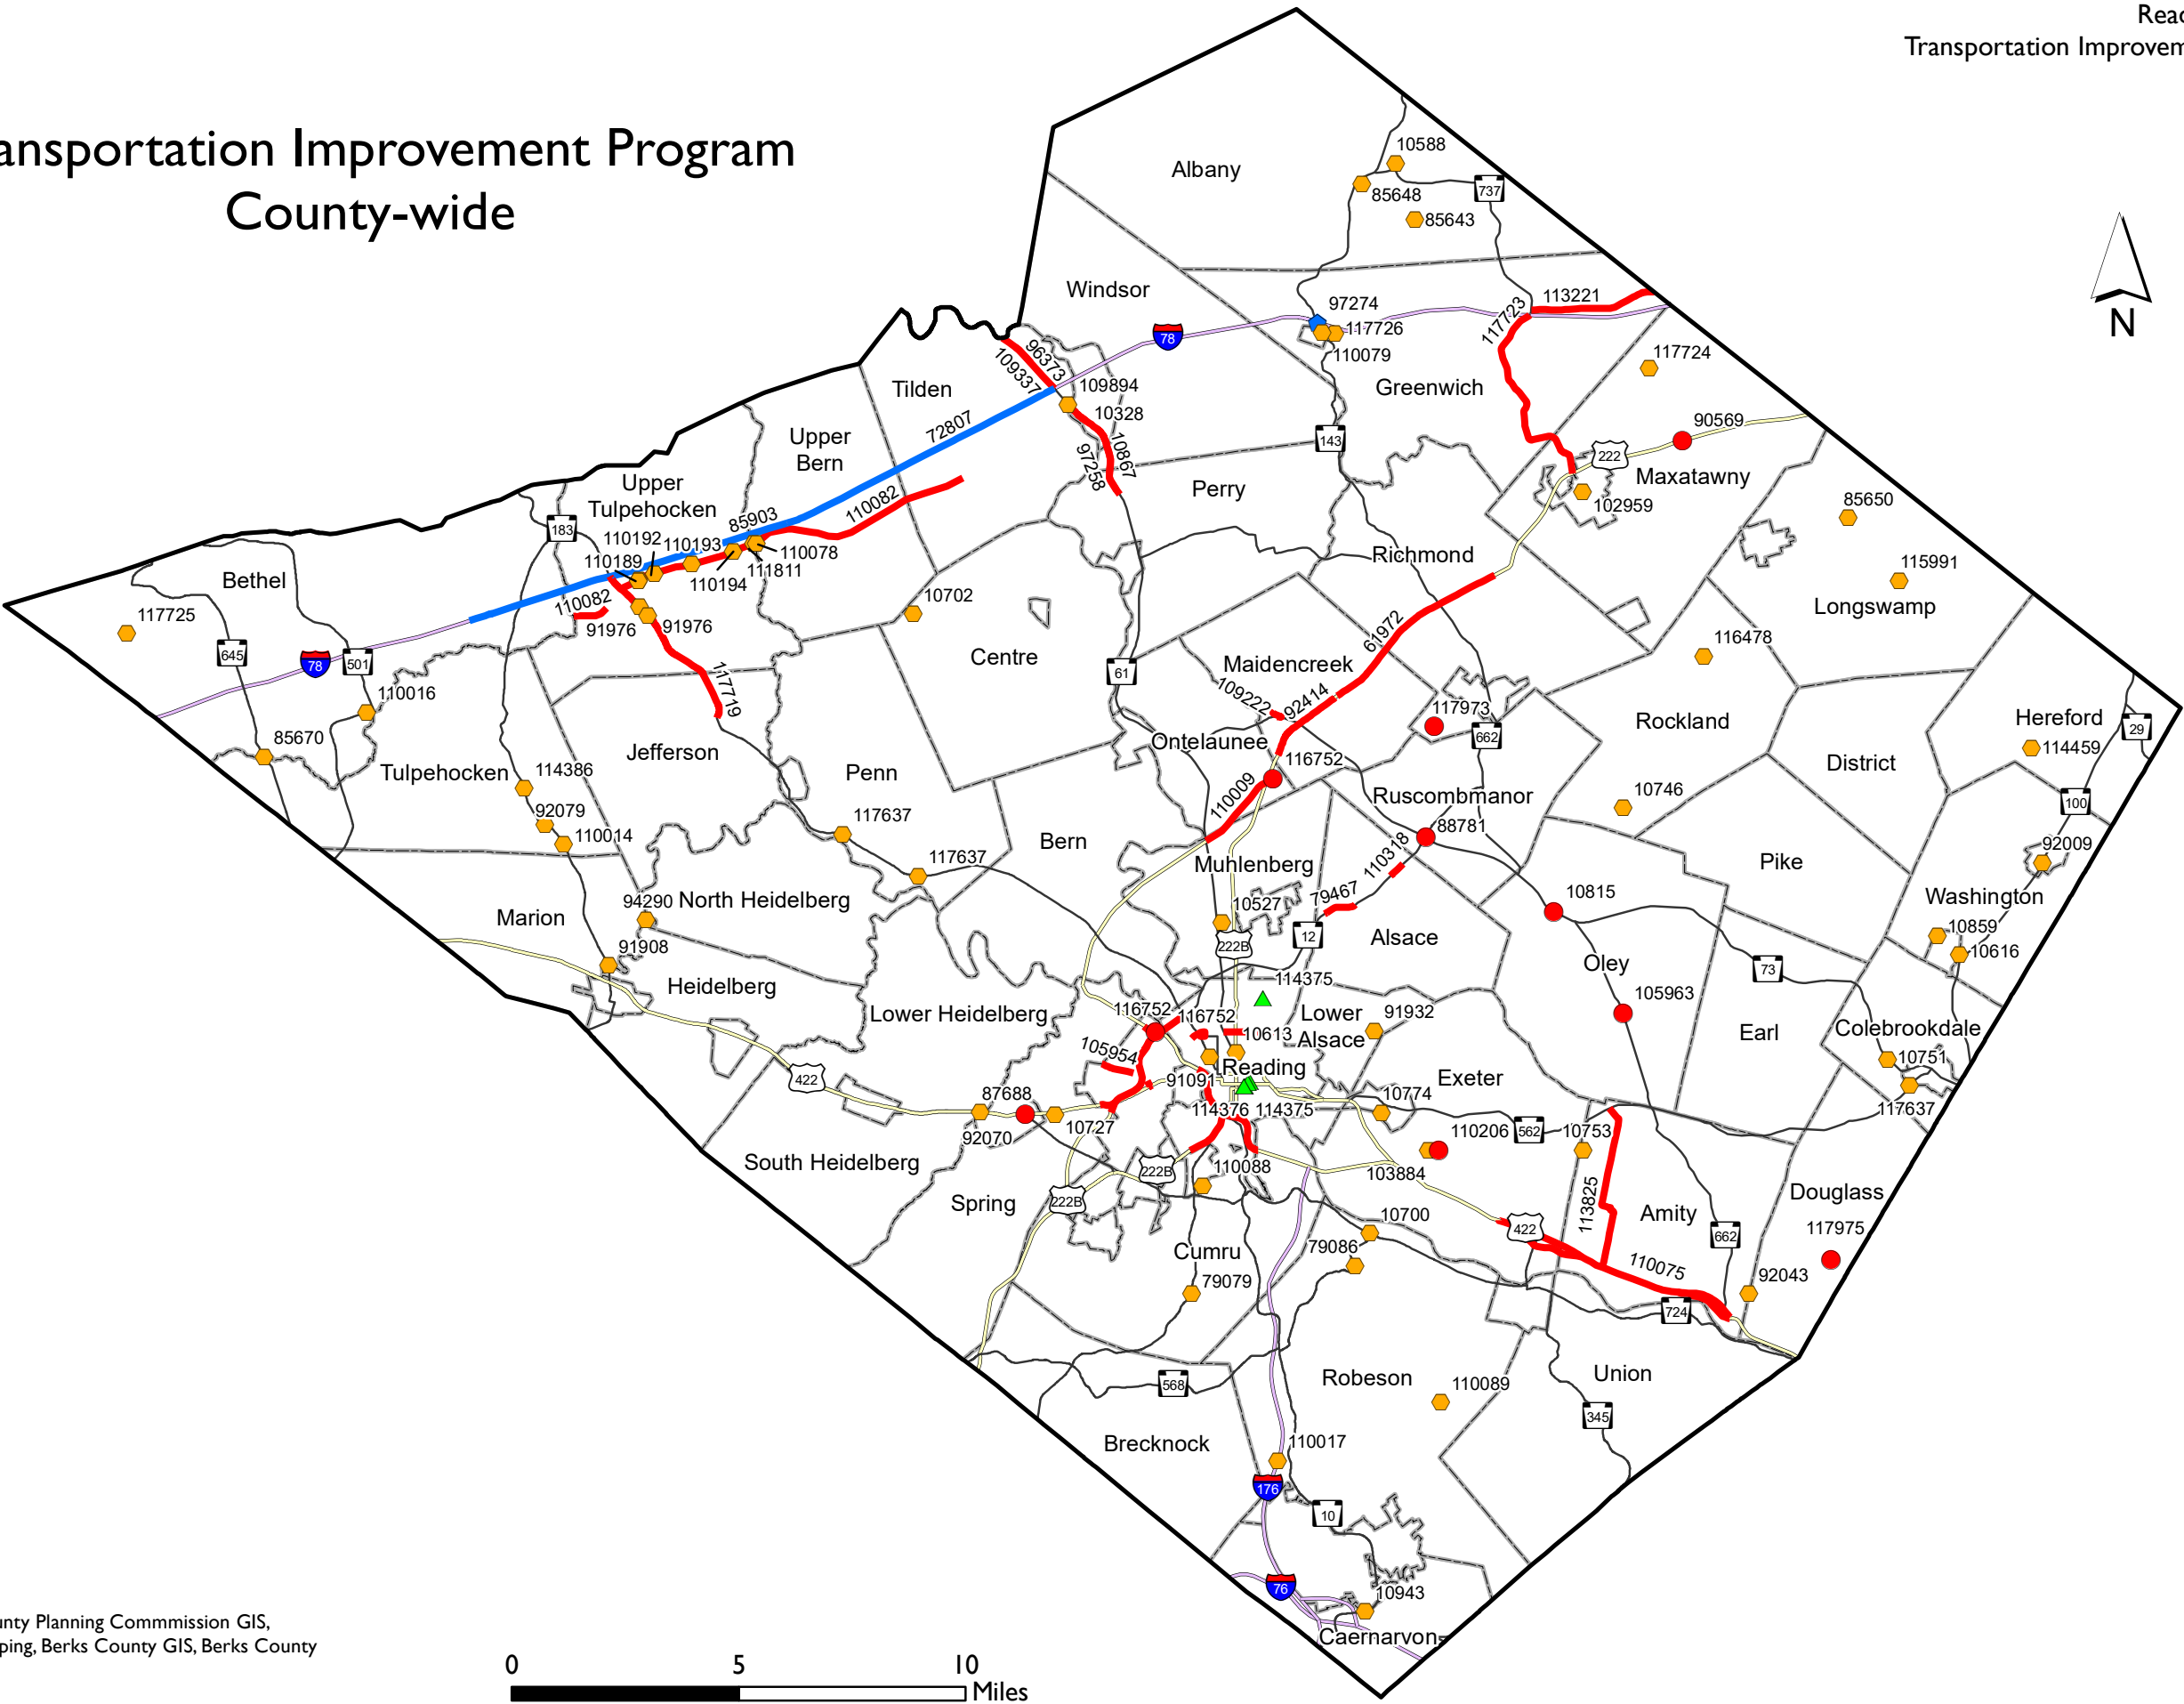 Reac
Transportation Improvem
ansportation Improvement Program
County-wide
N
Albany
10588
85648
737
85643
Windsor
97274
117726
110079
113221
117723
78
117724
Greenwich
Tilden
96373
109337
109894
10328
10867
97258
72807
90569
143
222
Maxatawny
102959
Upper
Bern
Upper
Tulpehocken
85903
110082
Perry
85650
183
110192
110193
110189
110078
111811
110194
Richmond
115991
Longswamp
Bethel
117725
110082
91976
91976
10702
645
78
501
117719
Centre
61
61972
Maidencreek
109222
92414
116478
117973
662
Rockland
Hereford
29
114459
110016
85670
Jefferson
Tulpehocken
114386
Penn
Ontelaunee
116752
District
110009
Ruscombmanor
10746
100
92079
110014
117637
117637
Bern
88781
110318
Muhlenberg
79467
Pike
92009
10815
Washington
94290
North Heidelberg
Marion
10527
222B
12
Alsace
10859
10616
91908
Heidelberg
114375
Oley
73
105963
Lower Heidelberg
116752
116752
Lower
Alsace
91932
10613
Earl
Colebrookdale
105954
Reading
10751
422
91091
Exeter
87688
114376
114375
10774
117637
92070
10727
110206
562
10753
South Heidelberg
222B
110088
103884
Spring
222B
113825
Douglass
Amity
117975
10700
422
662
Cumru
79086
110075
79079
92043
724
568
Robeson
110089
Union
345
Brecknock
110017
176
10
76
10943
Caernarvon
unty Planning Commmission GIS,
ping, Berks County GIS, Berks County
0 5 10
Miles